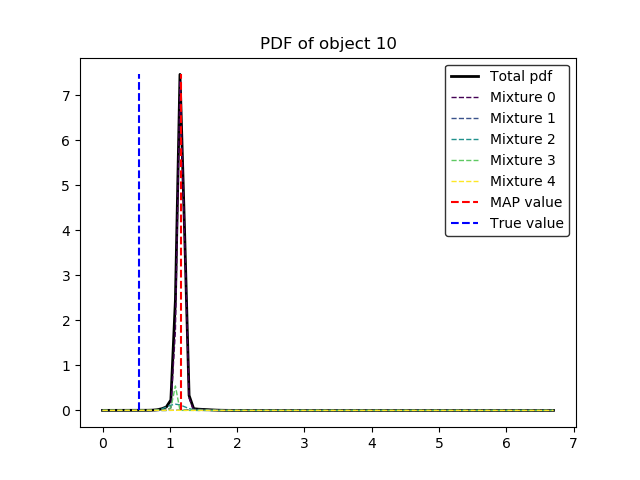 PDF of object 10
Total pdf
Mixture 0
Mixture 1
Mixture 2
Mixture 3
Mixture 4
MAP value
True value
7
6
5
4
3
2
1
0
0 1 2 3 4 5 6 7